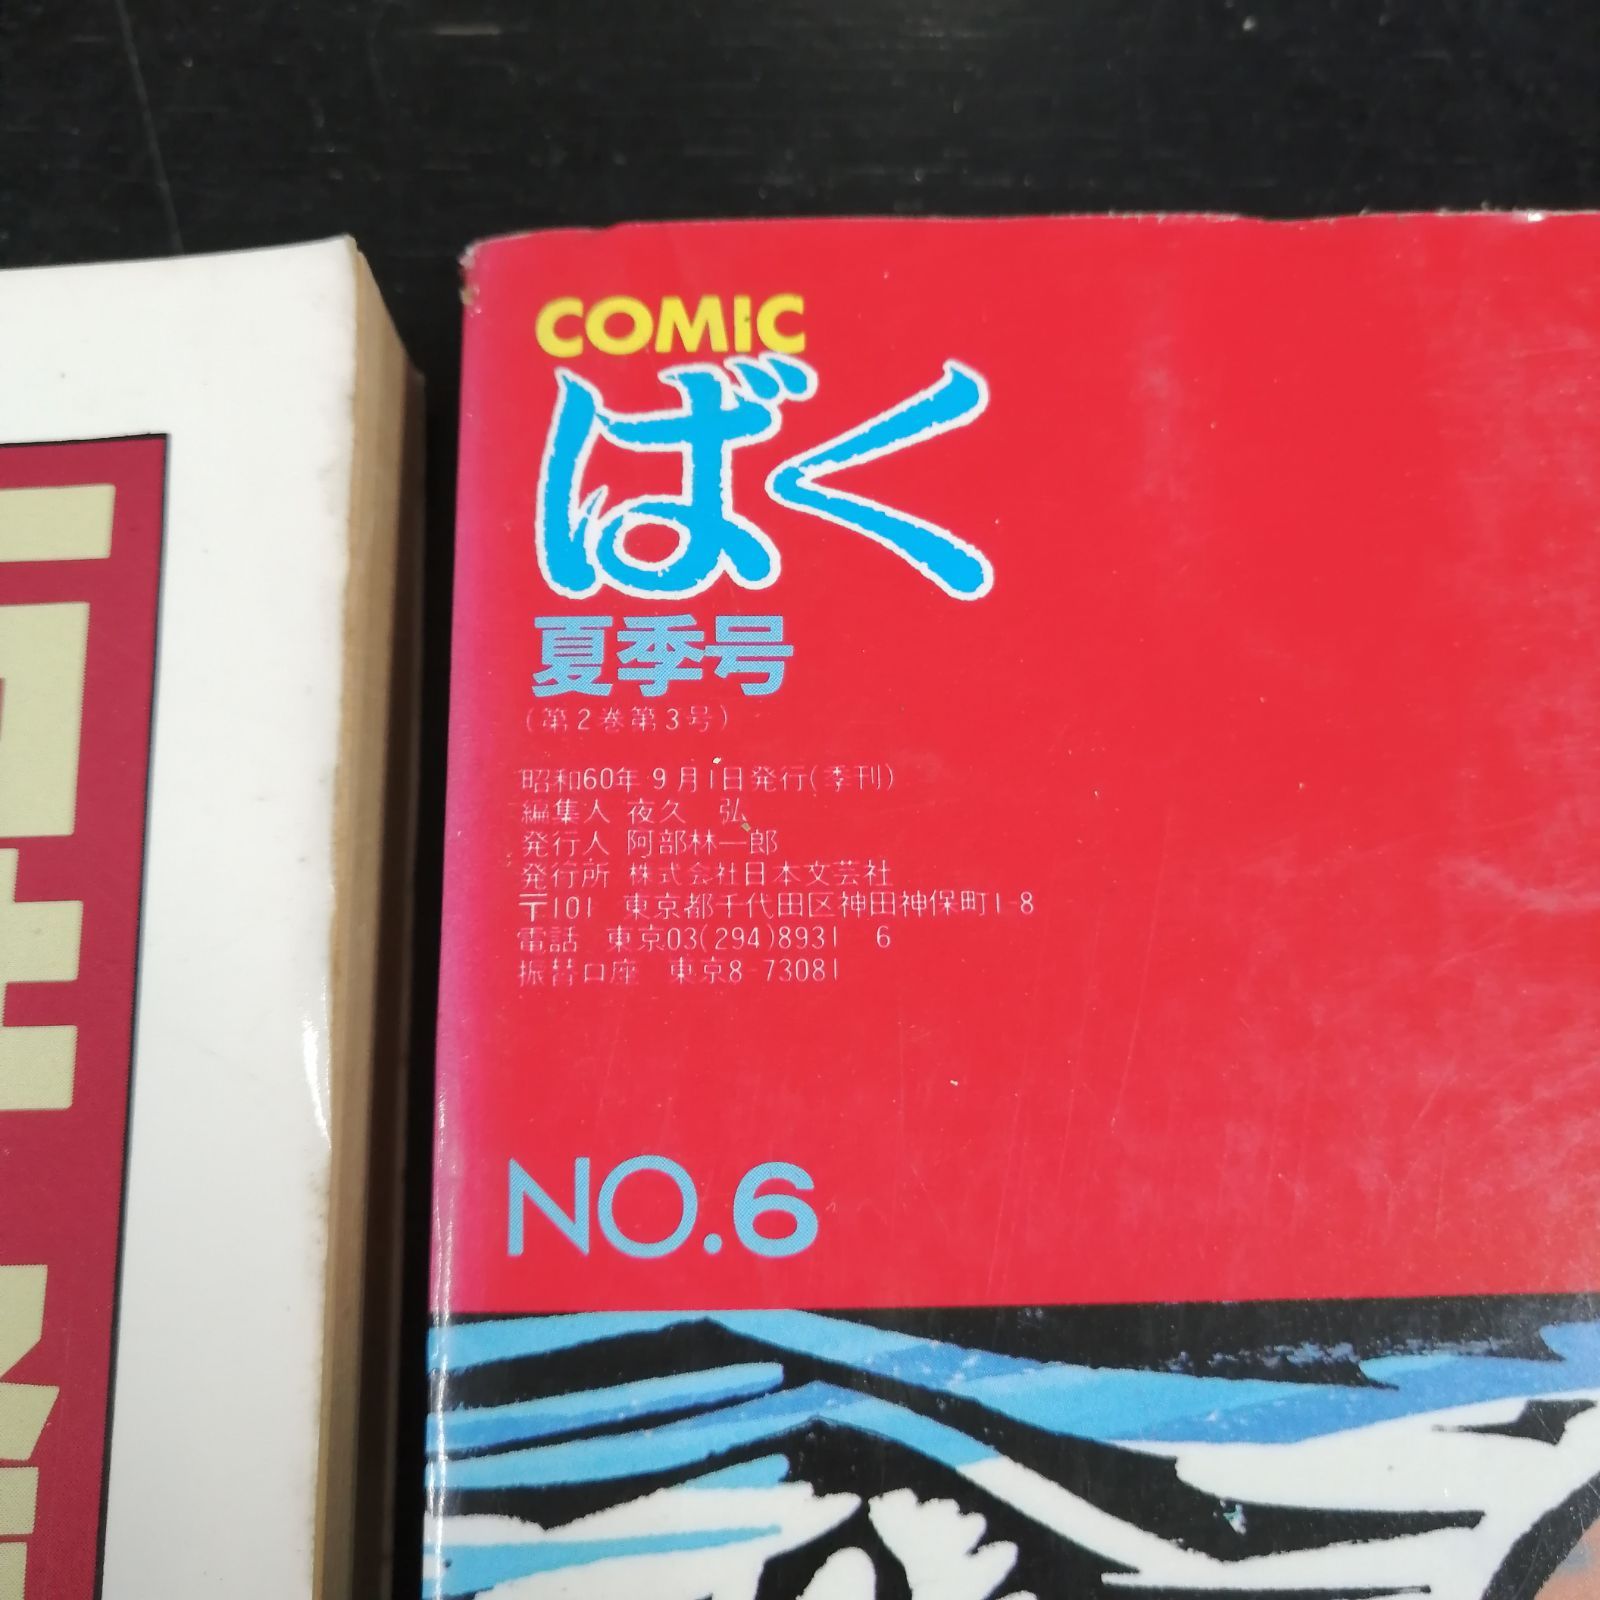 COMIC
ばく
夏季号
(第2巻第3号)
昭和60年9月1日発行(季刊)
編集人 夜久 弘
発行人 阿部林一郎
発行所 株式会社日本文芸社
〒101 東京都千代田区神田神保町1-8
電話 東京03(294)8931 6
振替口座 東京8-73081
NO.6